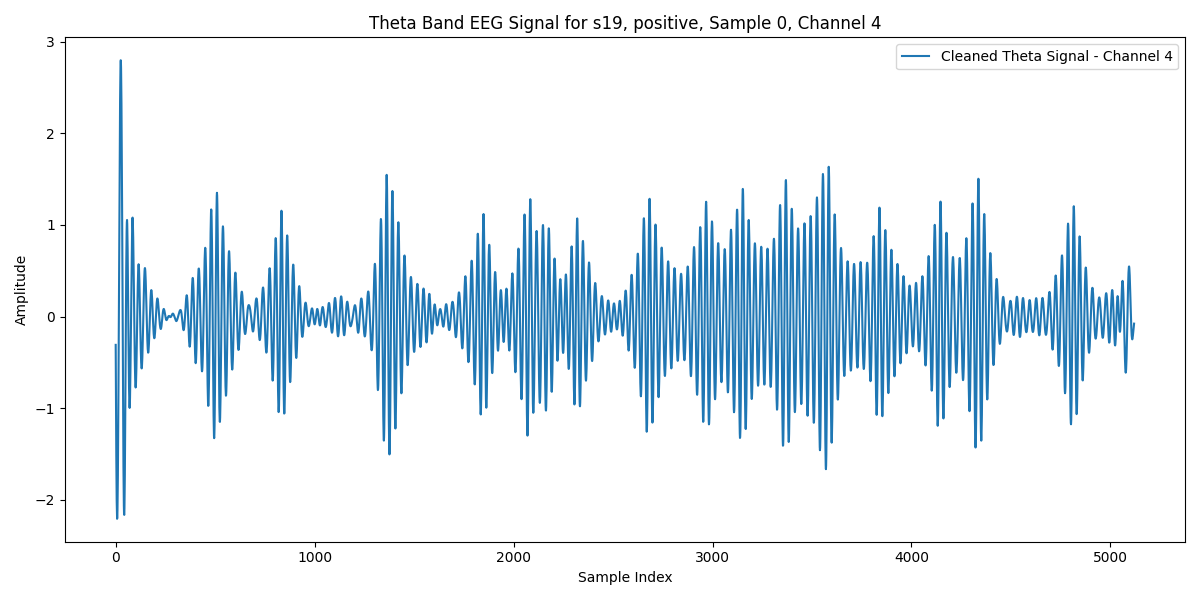 Theta Band EEG Signal for s19, positive, Sample 0, Channel 4
Cleaned Theta Signal - Channel 4
Amplitude
3
2
1
0
−1
−2
0 1000 2000 3000 4000 5000
Sample Index